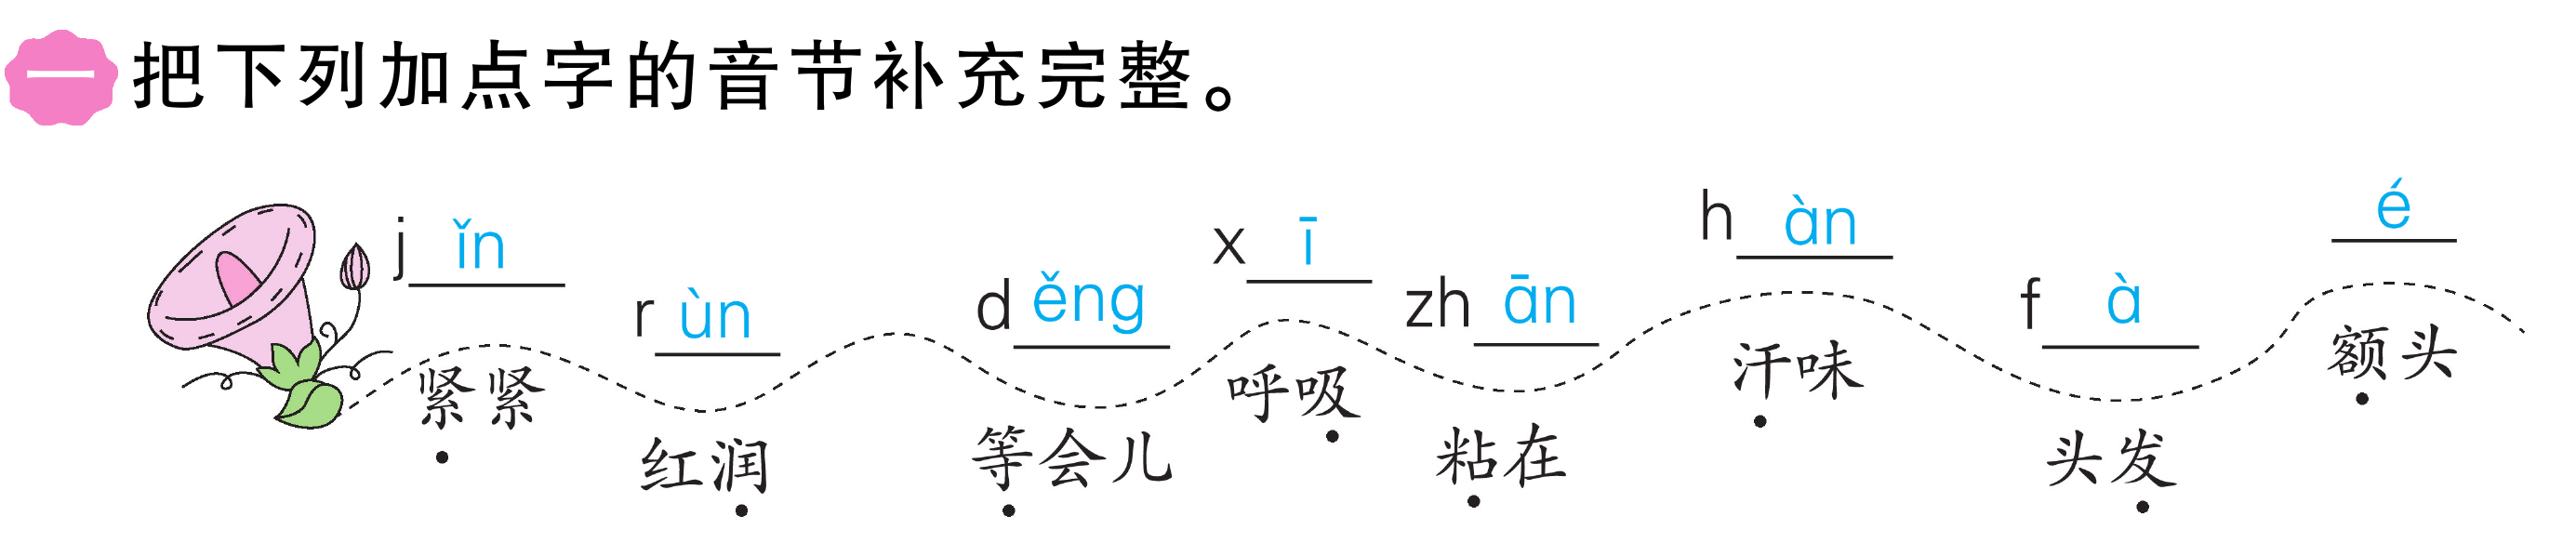 一 把下列加点字的音节补充完整。
j ǐn r ùn d ěng x ī zh ān h àn f à é
紧紧 红润 等会儿 呼吸 粘在 汗味 头发 额头